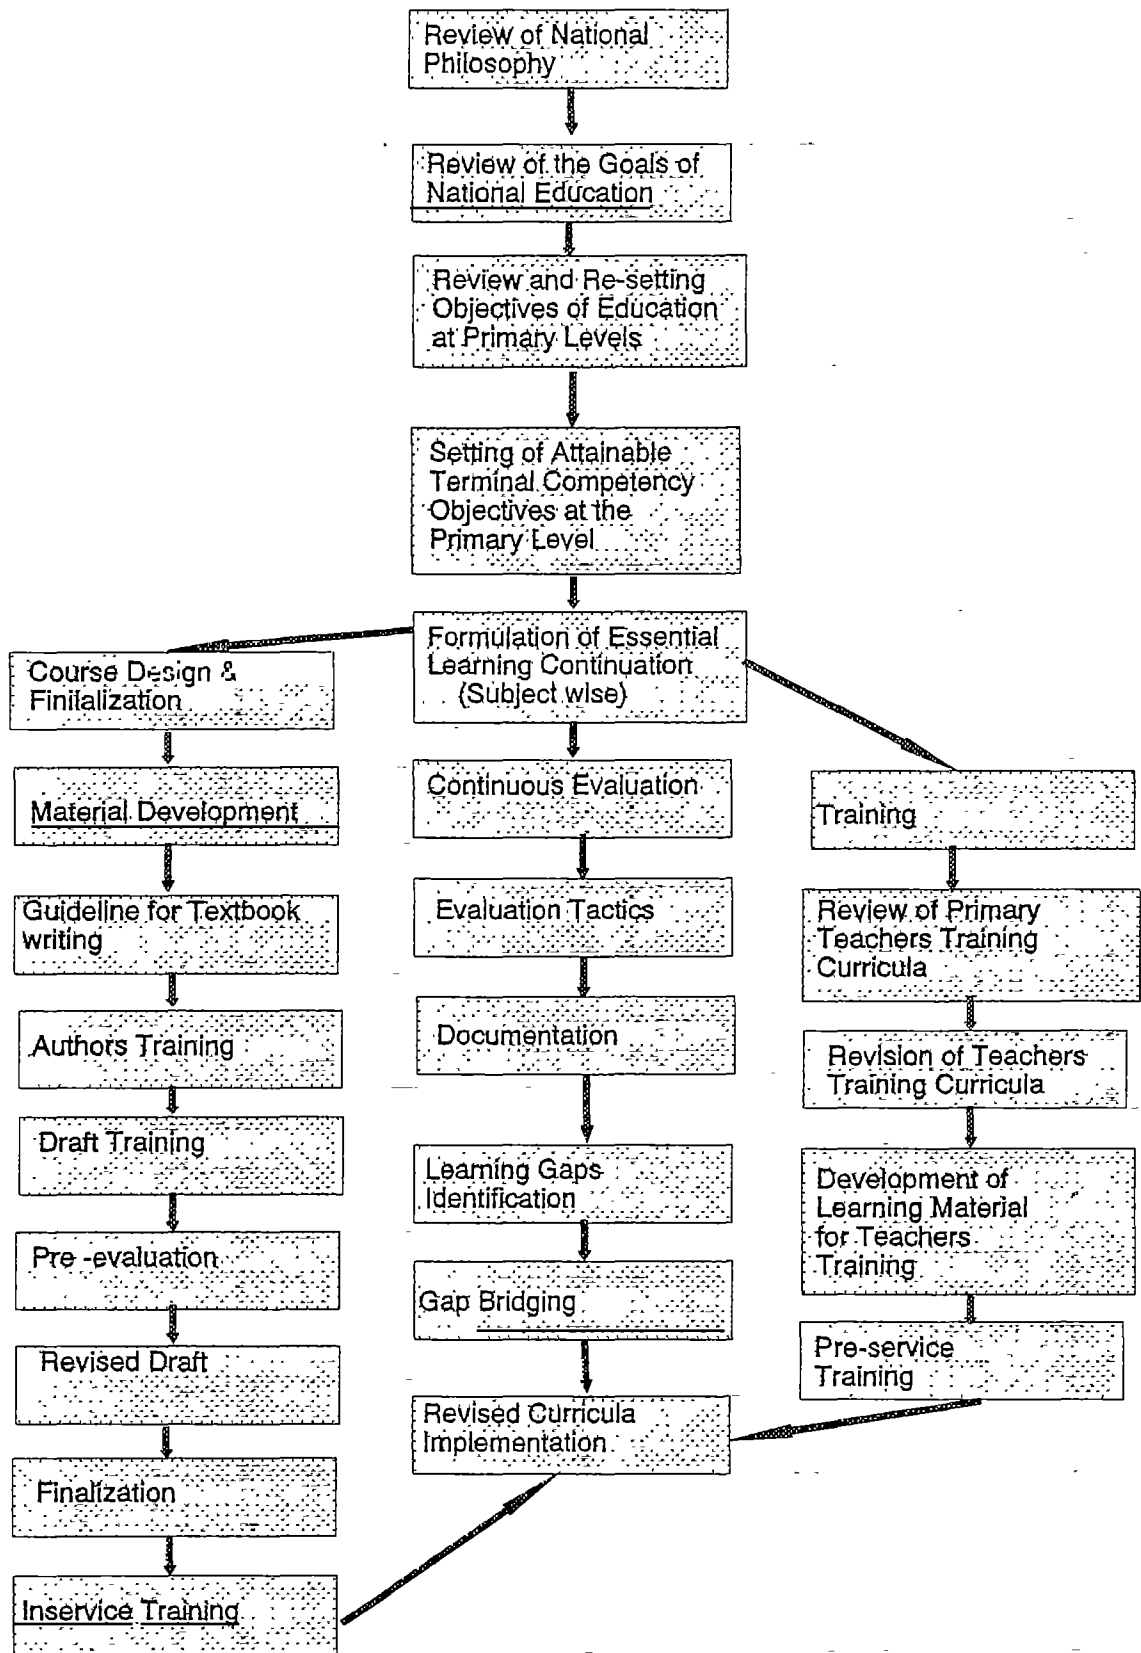 Review of National
Philosophy
Review of the Goals of
National Education
Review and Re-setting
Objectives of Education
at Primary Levels
Setting of Attainable
Terminal Competency
Objectives at the
Primary Level
Formulation of Essential
Learning Continuation
(Subject wise)
Course Design &
Finilalization
Material Development
Guideline for Textbook
writing
Authors Training
Draft Training
Pre -evaluation
Revised Draft
Finalization
Inservice Training
Continuous Evaluation
Evaluation Tactics
Documentation
Learning Gaps
Identification
Gap Bridging
Revised Curricula
Implementation
Training
Review of Primary
Teachers Training
Curricula
Revision of Teachers
Training Curricula
Development of
Learning Material
for Teachers
Training
Pre-service
Training